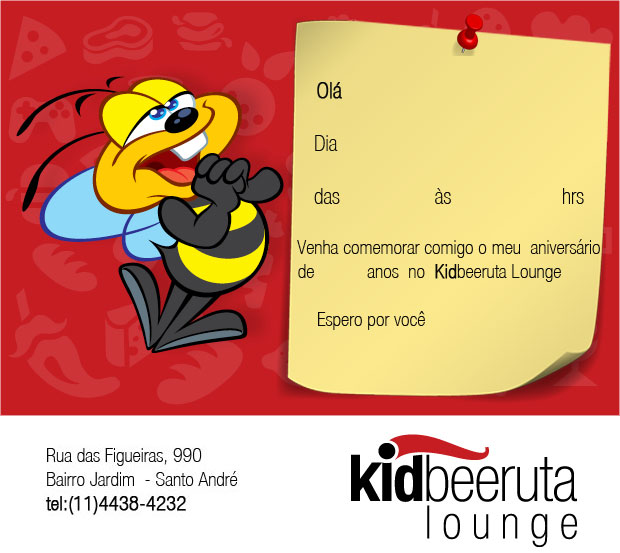 Olá
Dia
das às hrs
Venha comemorar comigo o meu aniversário
de anos no Kidbeeruta Lounge
Espero por você
Rua das Figueiras, 990
Bairro Jardim - Santo André
tel:(11)4438-4232
kidbeeruta
lounge